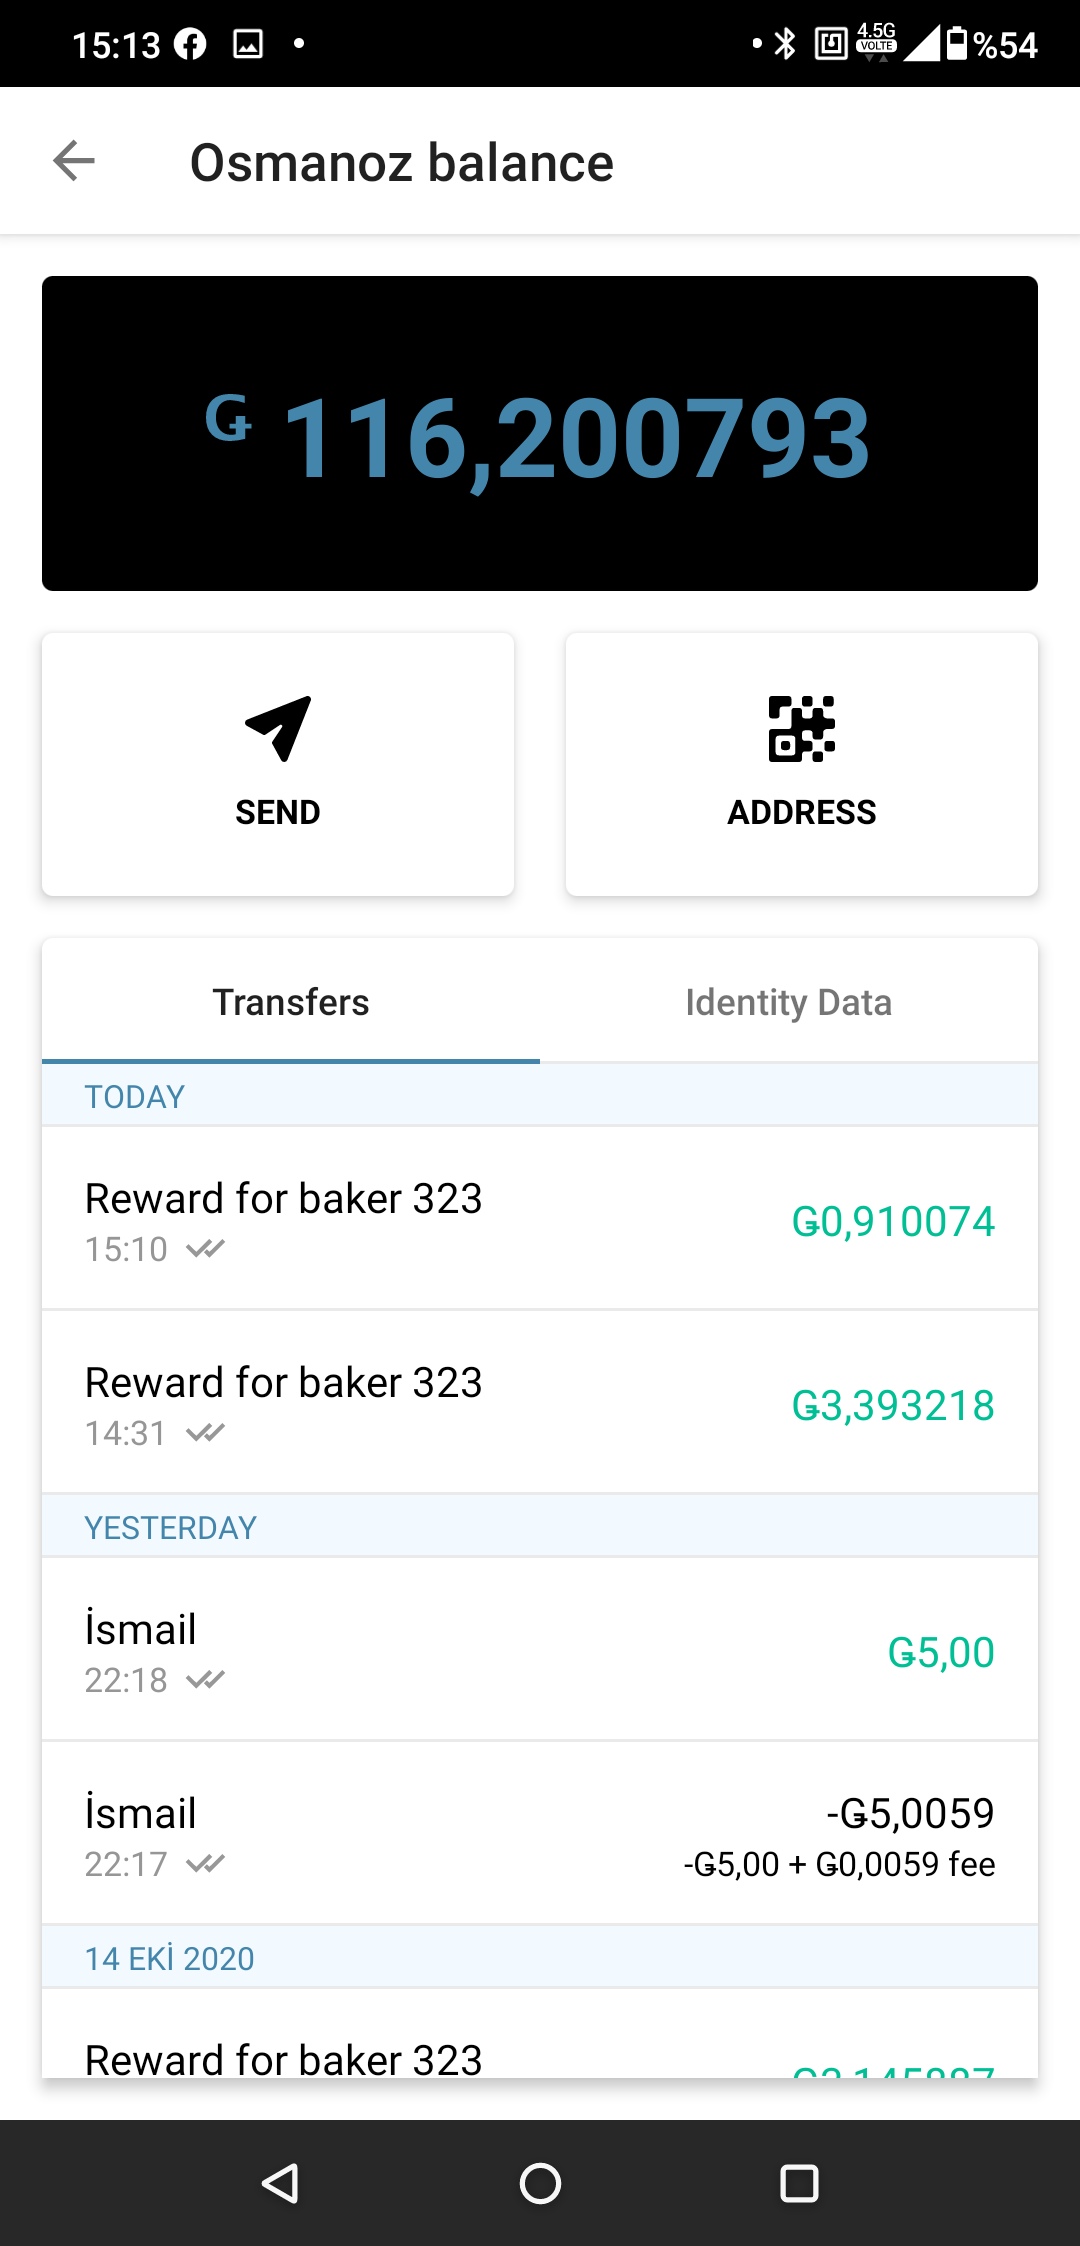 15:13
4.5G
VOLTE
%54
Osmanoz balance
Ǥ 116,200793
SEND
ADDRESS
Transfers
Identity Data
TODAY
Reward for baker 323
Ǥ0,910074
15:10
Reward for baker 323
Ǥ3,393218
14:31
YESTERDAY
İsmail
Ǥ5,00
22:18
İsmail
-Ǥ5,0059
22:17
-Ǥ5,00 + Ǥ0,0059 fee
14 EKİ 2020
Reward for baker 323